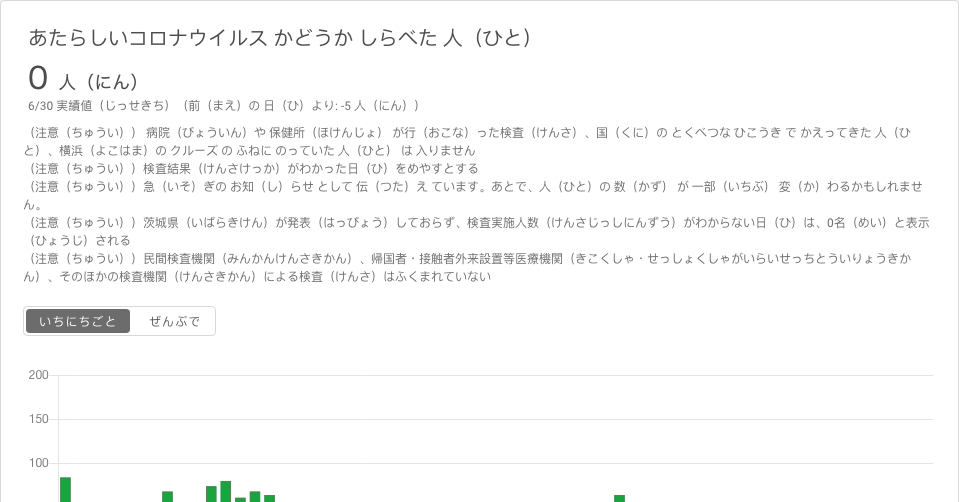 あたらしいコロナウイルス かどうか しらべた 人（ひと）
0 人（にん）
6/30 実績値（じっせきち）（前（まえ）の 日（ひ）より: -5 人（にん））
（注意（ちゅうい）） 病院（びょういん）や 保健所（ほけんじょ） が行（おこな）った検査（けんさ）、国（くに）の とくべつな ひこうき で かえってきた 人（ひ
と）、横浜（よこはま）の クルーズ の ふねに のっていた 人（ひと） は 入りません
（注意（ちゅうい））検査結果（けんさけっか）がわかった日（ひ）をめやすとする
（注意（ちゅうい））急（いそ）ぎの お知（し）らせ として 伝（つた）え ています。あとで、人（ひと）の 数（かず） が 一部（いちぶ） 変（か）わるかもしれませ
ん。
（注意（ちゅうい））茨城県（いばらきけん）が発表（はっぴょう）しておらず、検査実施人数（けんさじっしにんずう）がわからない日（ひ）は、0名（めい）と表示
（ひょうじ）される
（注意（ちゅうい））民間検査機関（みんかんけんさきかん）、帰国者・接触者外来設置等医療機関（きこくしゃ・せっしょくしゃがいらいせっちとういりょうきか
ん）、そのほかの検査機関（けんさきかん）による検査（けんさ）はふくまれていない
いちにちごと ぜんぶで
200
150
100